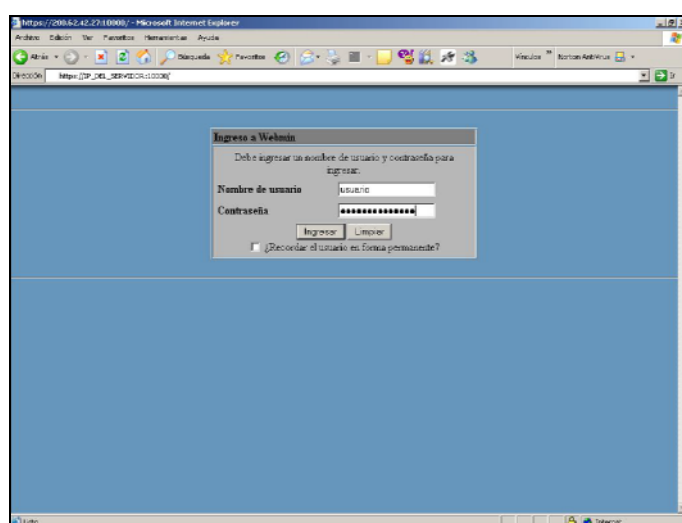 https://200.62.42.27:10000/ - Microsoft Internet Explorer
Archivo Edición Ver Favoritos Herramientas Ayuda
Atrás Búsqueda Favoritos Vínculos Norton AntiVirus
Dirección https://IP_DEL_SERVIDOR:10000/ Ir
Ingreso a Webmin
Debe ingresar un nombre de usuario y contraseña para
ingresar.
Nombre de usuario usuario
Contraseña ●●●●●●●●●●●●●●
Ingresar Limpiar
¿Recordar el usuario en forma permanente?
Listo Internet